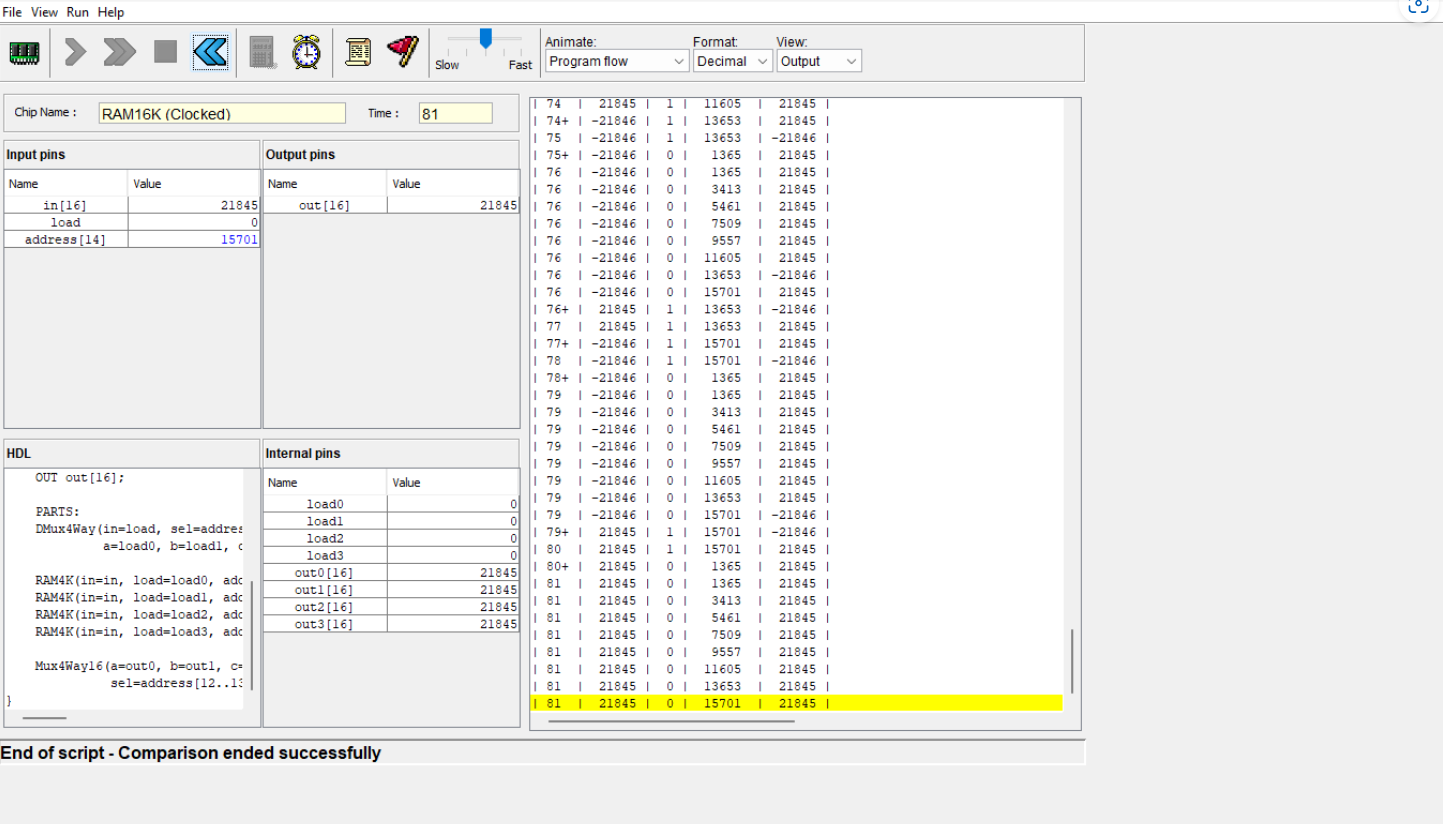 File View Run Help
Animate: Format: View:
Slow Fast Program flow Decimal Output
Chip Name : RAM16K (Clocked) Time : 81
Input pins
Name Value
in[16] 21845
load 0
address[14] 15701
Output pins
Name Value
out[16] 21845
HDL
OUT out[16];
PARTS:
DMux4Way(in=load, sel=addres
a=load0, b=load1, c
RAM4K(in=in, load=load0, add
RAM4K(in=in, load=load1, add
RAM4K(in=in, load=load2, add
RAM4K(in=in, load=load3, add
Mux4Way16(a=out0, b=out1, c=
sel=address[12..13
}
Internal pins
Name Value
load0 0
load1 0
load2 0
load3 0
out0[16] 21845
out1[16] 21845
out2[16] 21845
out3[16] 21845
| 74 | 21845 | 1 | 11605 | 21845 |
| 74+ | -21846 | 1 | 13653 | 21845 |
| 75 | -21846 | 1 | 13653 | -21846 |
| 75+ | -21846 | 0 | 1365 | 21845 |
| 76 | -21846 | 0 | 1365 | 21845 |
| 76 | -21846 | 0 | 3413 | 21845 |
| 76 | -21846 | 0 | 5461 | 21845 |
| 76 | -21846 | 0 | 7509 | 21845 |
| 76 | -21846 | 0 | 9557 | 21845 |
| 76 | -21846 | 0 | 11605 | 21845 |
| 76 | -21846 | 0 | 13653 | -21846 |
| 76 | -21846 | 0 | 15701 | 21845 |
| 76+ | 21845 | 1 | 13653 | -21846 |
| 77 | 21845 | 1 | 13653 | 21845 |
| 77+ | -21846 | 1 | 15701 | 21845 |
| 78 | -21846 | 1 | 15701 | -21846 |
| 78+ | -21846 | 0 | 1365 | 21845 |
| 79 | -21846 | 0 | 1365 | 21845 |
| 79 | -21846 | 0 | 3413 | 21845 |
| 79 | -21846 | 0 | 5461 | 21845 |
| 79 | -21846 | 0 | 7509 | 21845 |
| 79 | -21846 | 0 | 9557 | 21845 |
| 79 | -21846 | 0 | 11605 | 21845 |
| 79 | -21846 | 0 | 13653 | 21845 |
| 79 | -21846 | 0 | 15701 | -21846 |
| 79+ | 21845 | 1 | 15701 | -21846 |
| 80 | 21845 | 1 | 15701 | 21845 |
| 80+ | 21845 | 0 | 1365 | 21845 |
| 81 | 21845 | 0 | 1365 | 21845 |
| 81 | 21845 | 0 | 3413 | 21845 |
| 81 | 21845 | 0 | 5461 | 21845 |
| 81 | 21845 | 0 | 7509 | 21845 |
| 81 | 21845 | 0 | 9557 | 21845 |
| 81 | 21845 | 0 | 11605 | 21845 |
| 81 | 21845 | 0 | 13653 | 21845 |
| 81 | 21845 | 0 | 15701 | 21845 |
End of script - Comparison ended successfully